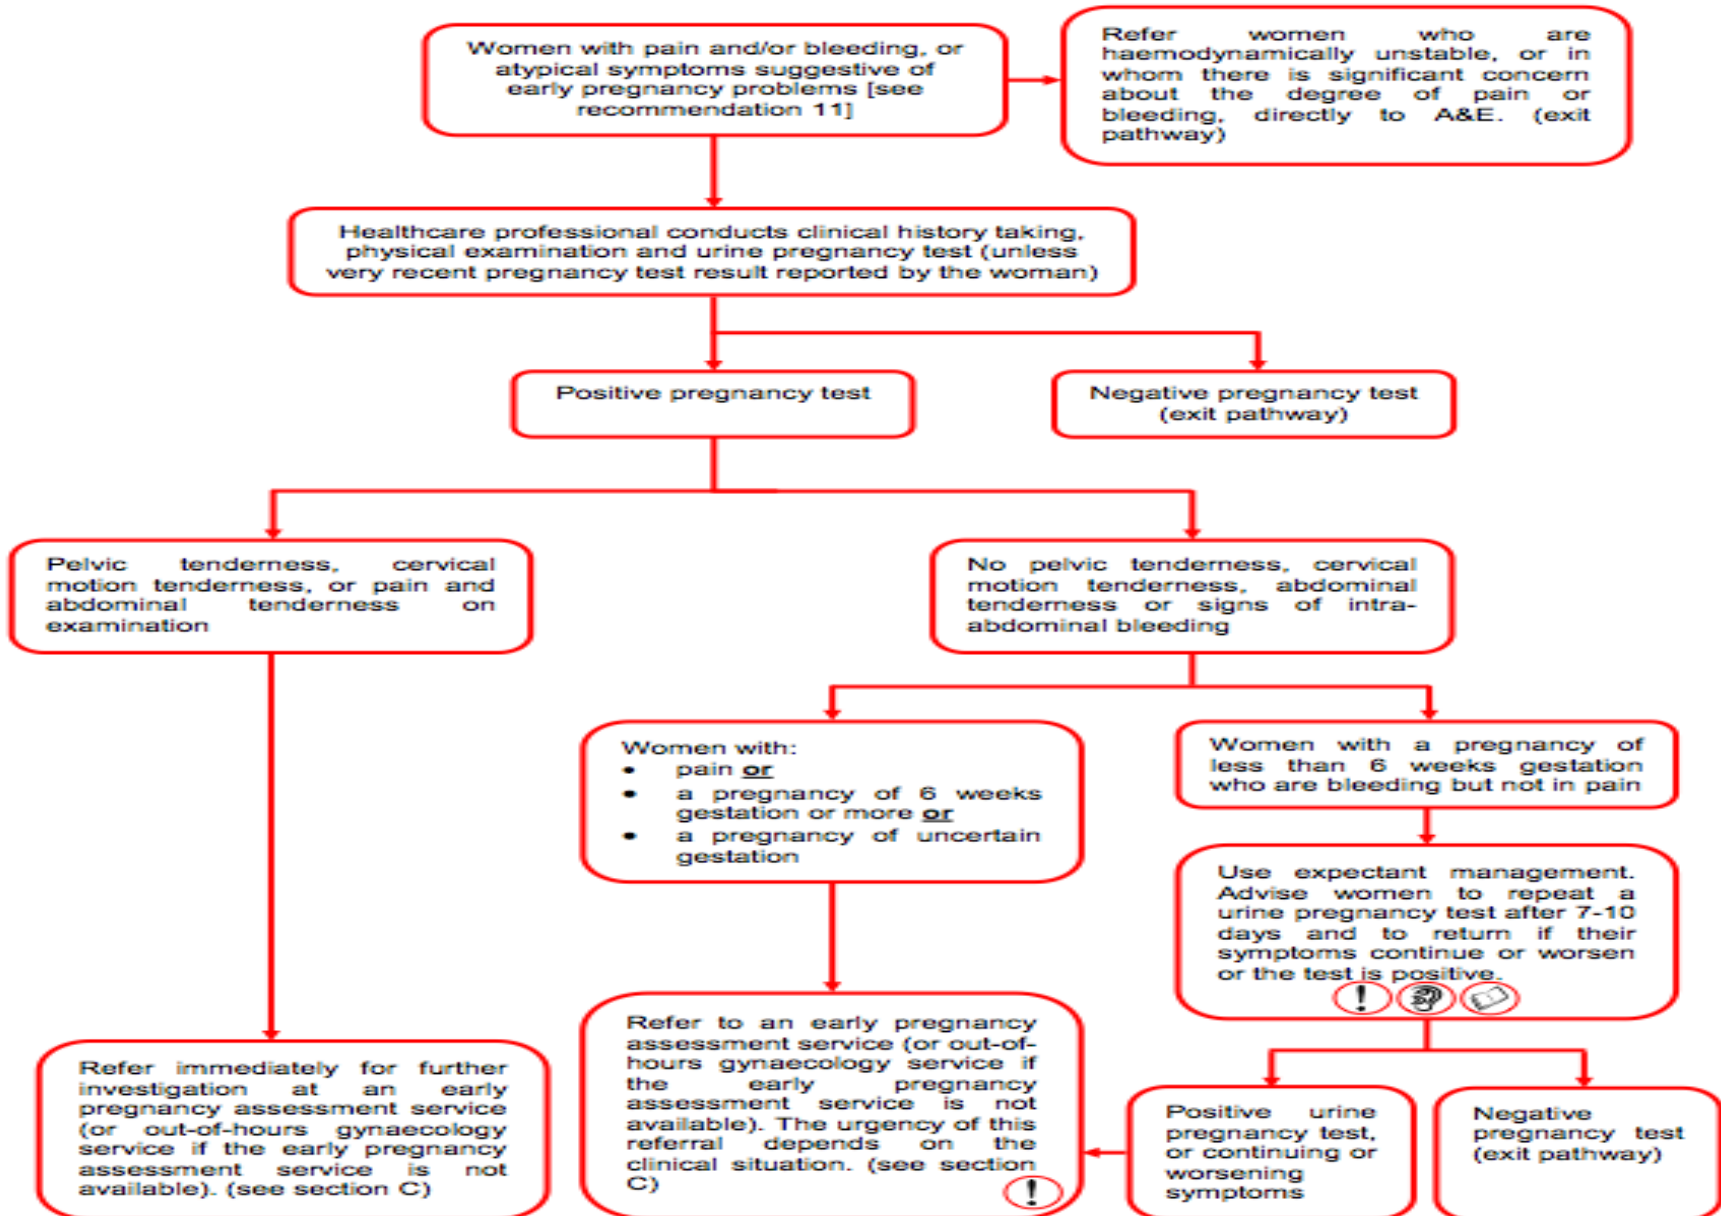 Women with pain and/or bleeding, or
atypical symptoms suggestive of
early pregnancy problems [see
recommendation 11]
Refer women who are
haemodynamically unstable, or in
whom there is significant concern
about the degree of pain or
bleeding, directly to A&E. (exit
pathway)
Healthcare professional conducts clinical history taking,
physical examination and urine pregnancy test (unless
very recent pregnancy test result reported by the woman)
Positive pregnancy test
Negative pregnancy test
(exit pathway)
Pelvic tenderness, cervical
motion tenderness, or pain and
abdominal tenderness on
examination
No pelvic tenderness, cervical
motion tenderness, abdominal
tenderness or signs of intra-
abdominal bleeding
Women with:
• pain or
• a pregnancy of 6 weeks
gestation or more or
• a pregnancy of uncertain
gestation
Women with a pregnancy of
less than 6 weeks gestation
who are bleeding but not in pain
Use expectant management.
Advise women to repeat a
urine pregnancy test after 7-10
days and to return if their
symptoms continue or worsen
or the test is positive.
!
Refer immediately for further
investigation at an early
pregnancy assessment service
(or out-of-hours gynaecology
service if the early pregnancy
assessment service is not
available). (see section C)
Refer to an early pregnancy
assessment service (or out-of-
hours gynaecology service if
the early pregnancy
assessment service is not
available). The urgency of this
referral depends on the
clinical situation. (see section
C)
!
Positive urine
pregnancy test,
or continuing or
worsening
symptoms
Negative
pregnancy test
(exit pathway)